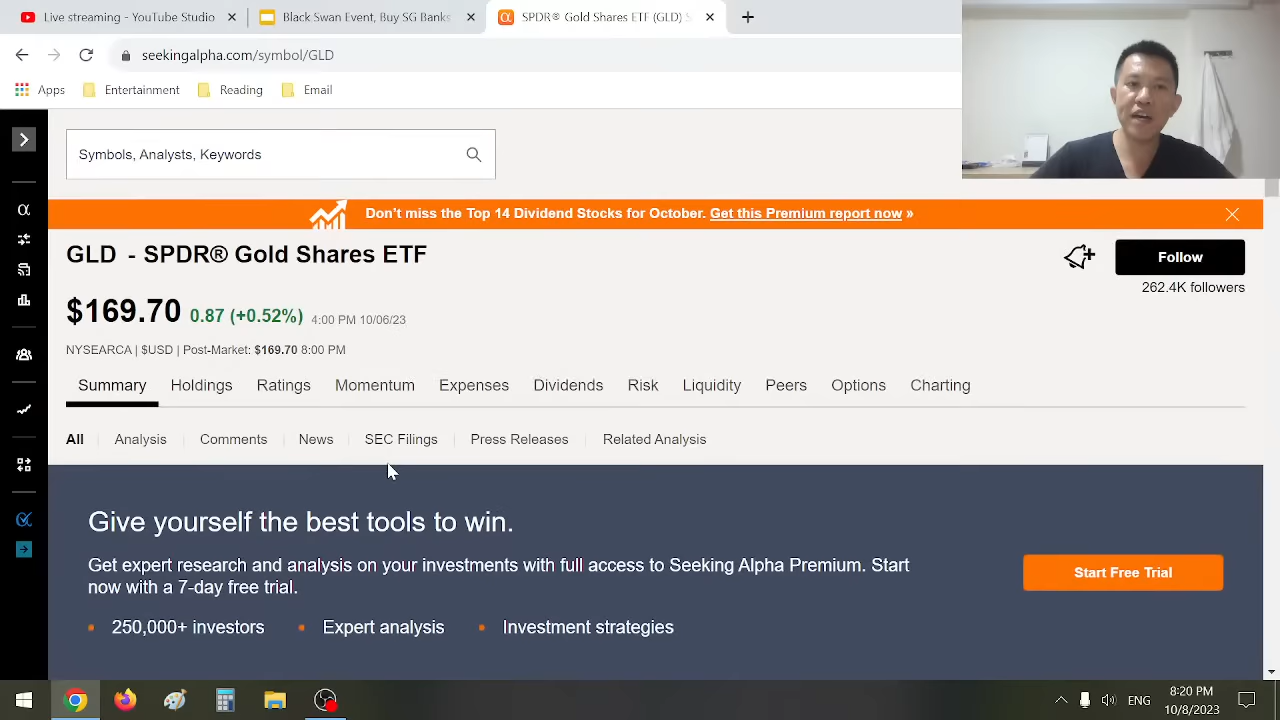 Live streaming - YouTube Studio
Black Swan Event, Buy SG Banks
SPDR® Gold Shares ETF (GLD) S
seekingalpha.com/symbol/GLD
Apps
Entertainment
Reading
Email
Symbols, Analysts, Keywords
Don't miss the Top 14 Dividend Stocks for October. Get this Premium report now »
GLD - SPDR® Gold Shares ETF
Follow
262.4K followers
$169.70 0.87 (+0.52%) 4:00 PM 10/06/23
NYSEARCA | $USD | Post-Market: $169.70 8:00 PM
Summary Holdings Ratings Momentum Expenses Dividends Risk Liquidity Peers Options Charting
All Analysis Comments News SEC Filings Press Releases Related Analysis
Give yourself the best tools to win.
Get expert research and analysis on your investments with full access to Seeking Alpha Premium. Start
now with a 7-day free trial.
Start Free Trial
250,000+ investors
Expert analysis
Investment strategies
ENG
8:20 PM
10/8/2023